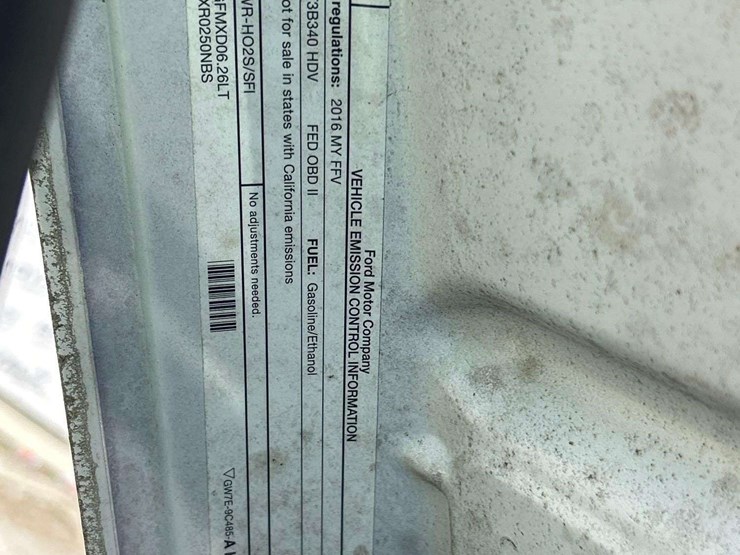 Ford Motor Company
VEHICLE EMISSION CONTROL INFORMATION
regulations: 2016 MY FFV
3B340 HDV FED OBD II FUEL: Gasoline/Ethanol
ot for sale in states with California emissions
WR-HO2S/SFI No adjustments needed.
GFMXD06.26LT
XR0250NBS
GW7E-9C485-A